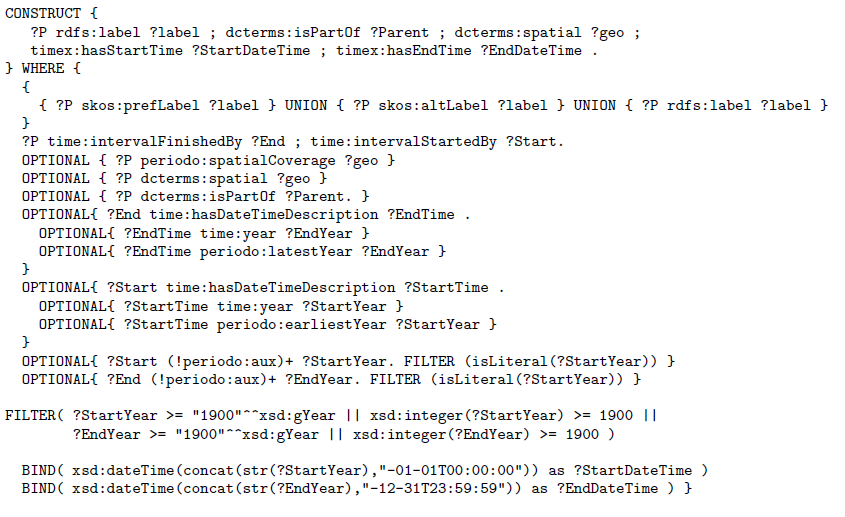 CONSTRUCT {
   ?P rdfs:label ?label ; dcterms:isPartOf ?Parent ; dcterms:spatial ?geo ;
   timex:hasStartTime ?StartDateTime ; timex:hasEndTime ?EndDateTime .
} WHERE {
  {
    { ?P skos:prefLabel ?label } UNION { ?P skos:altLabel ?label } UNION { ?P rdfs:label ?label }
  }
  ?P time:intervalFinishedBy ?End ; time:intervalStartedBy ?Start.
  OPTIONAL { ?P periodo:spatialCoverage ?geo }
  OPTIONAL { ?P dcterms:spatial ?geo }
  OPTIONAL { ?P dcterms:isPartOf ?Parent. }
  OPTIONAL{ ?End time:hasDateTimeDescription ?EndTime .
    OPTIONAL{ ?EndTime time:year ?EndYear }
    OPTIONAL{ ?EndTime periodo:latestYear ?EndYear }
  }
  OPTIONAL{ ?Start time:hasDateTimeDescription ?StartTime .
    OPTIONAL{ ?StartTime time:year ?StartYear }
    OPTIONAL{ ?StartTime periodo:earliestYear ?StartYear }
  }
  OPTIONAL{ ?Start (!periodo:aux)+ ?StartYear. FILTER (isLiteral(?StartYear)) }
  OPTIONAL{ ?End (!periodo:aux)+ ?EndYear. FILTER (isLiteral(?StartYear)) }
FILTER( ?StartYear >= "1900"^^xsd:gYear || xsd:integer(?StartYear) >= 1900 ||
        ?EndYear >= "1900"^^xsd:gYear || xsd:integer(?EndYear) >= 1900 )
  BIND( xsd:dateTime(concat(str(?StartYear),"-01-01T00:00:00")) as ?StartDateTime )
  BIND( xsd:dateTime(concat(str(?EndYear),"-12-31T23:59:59")) as ?EndDateTime ) }